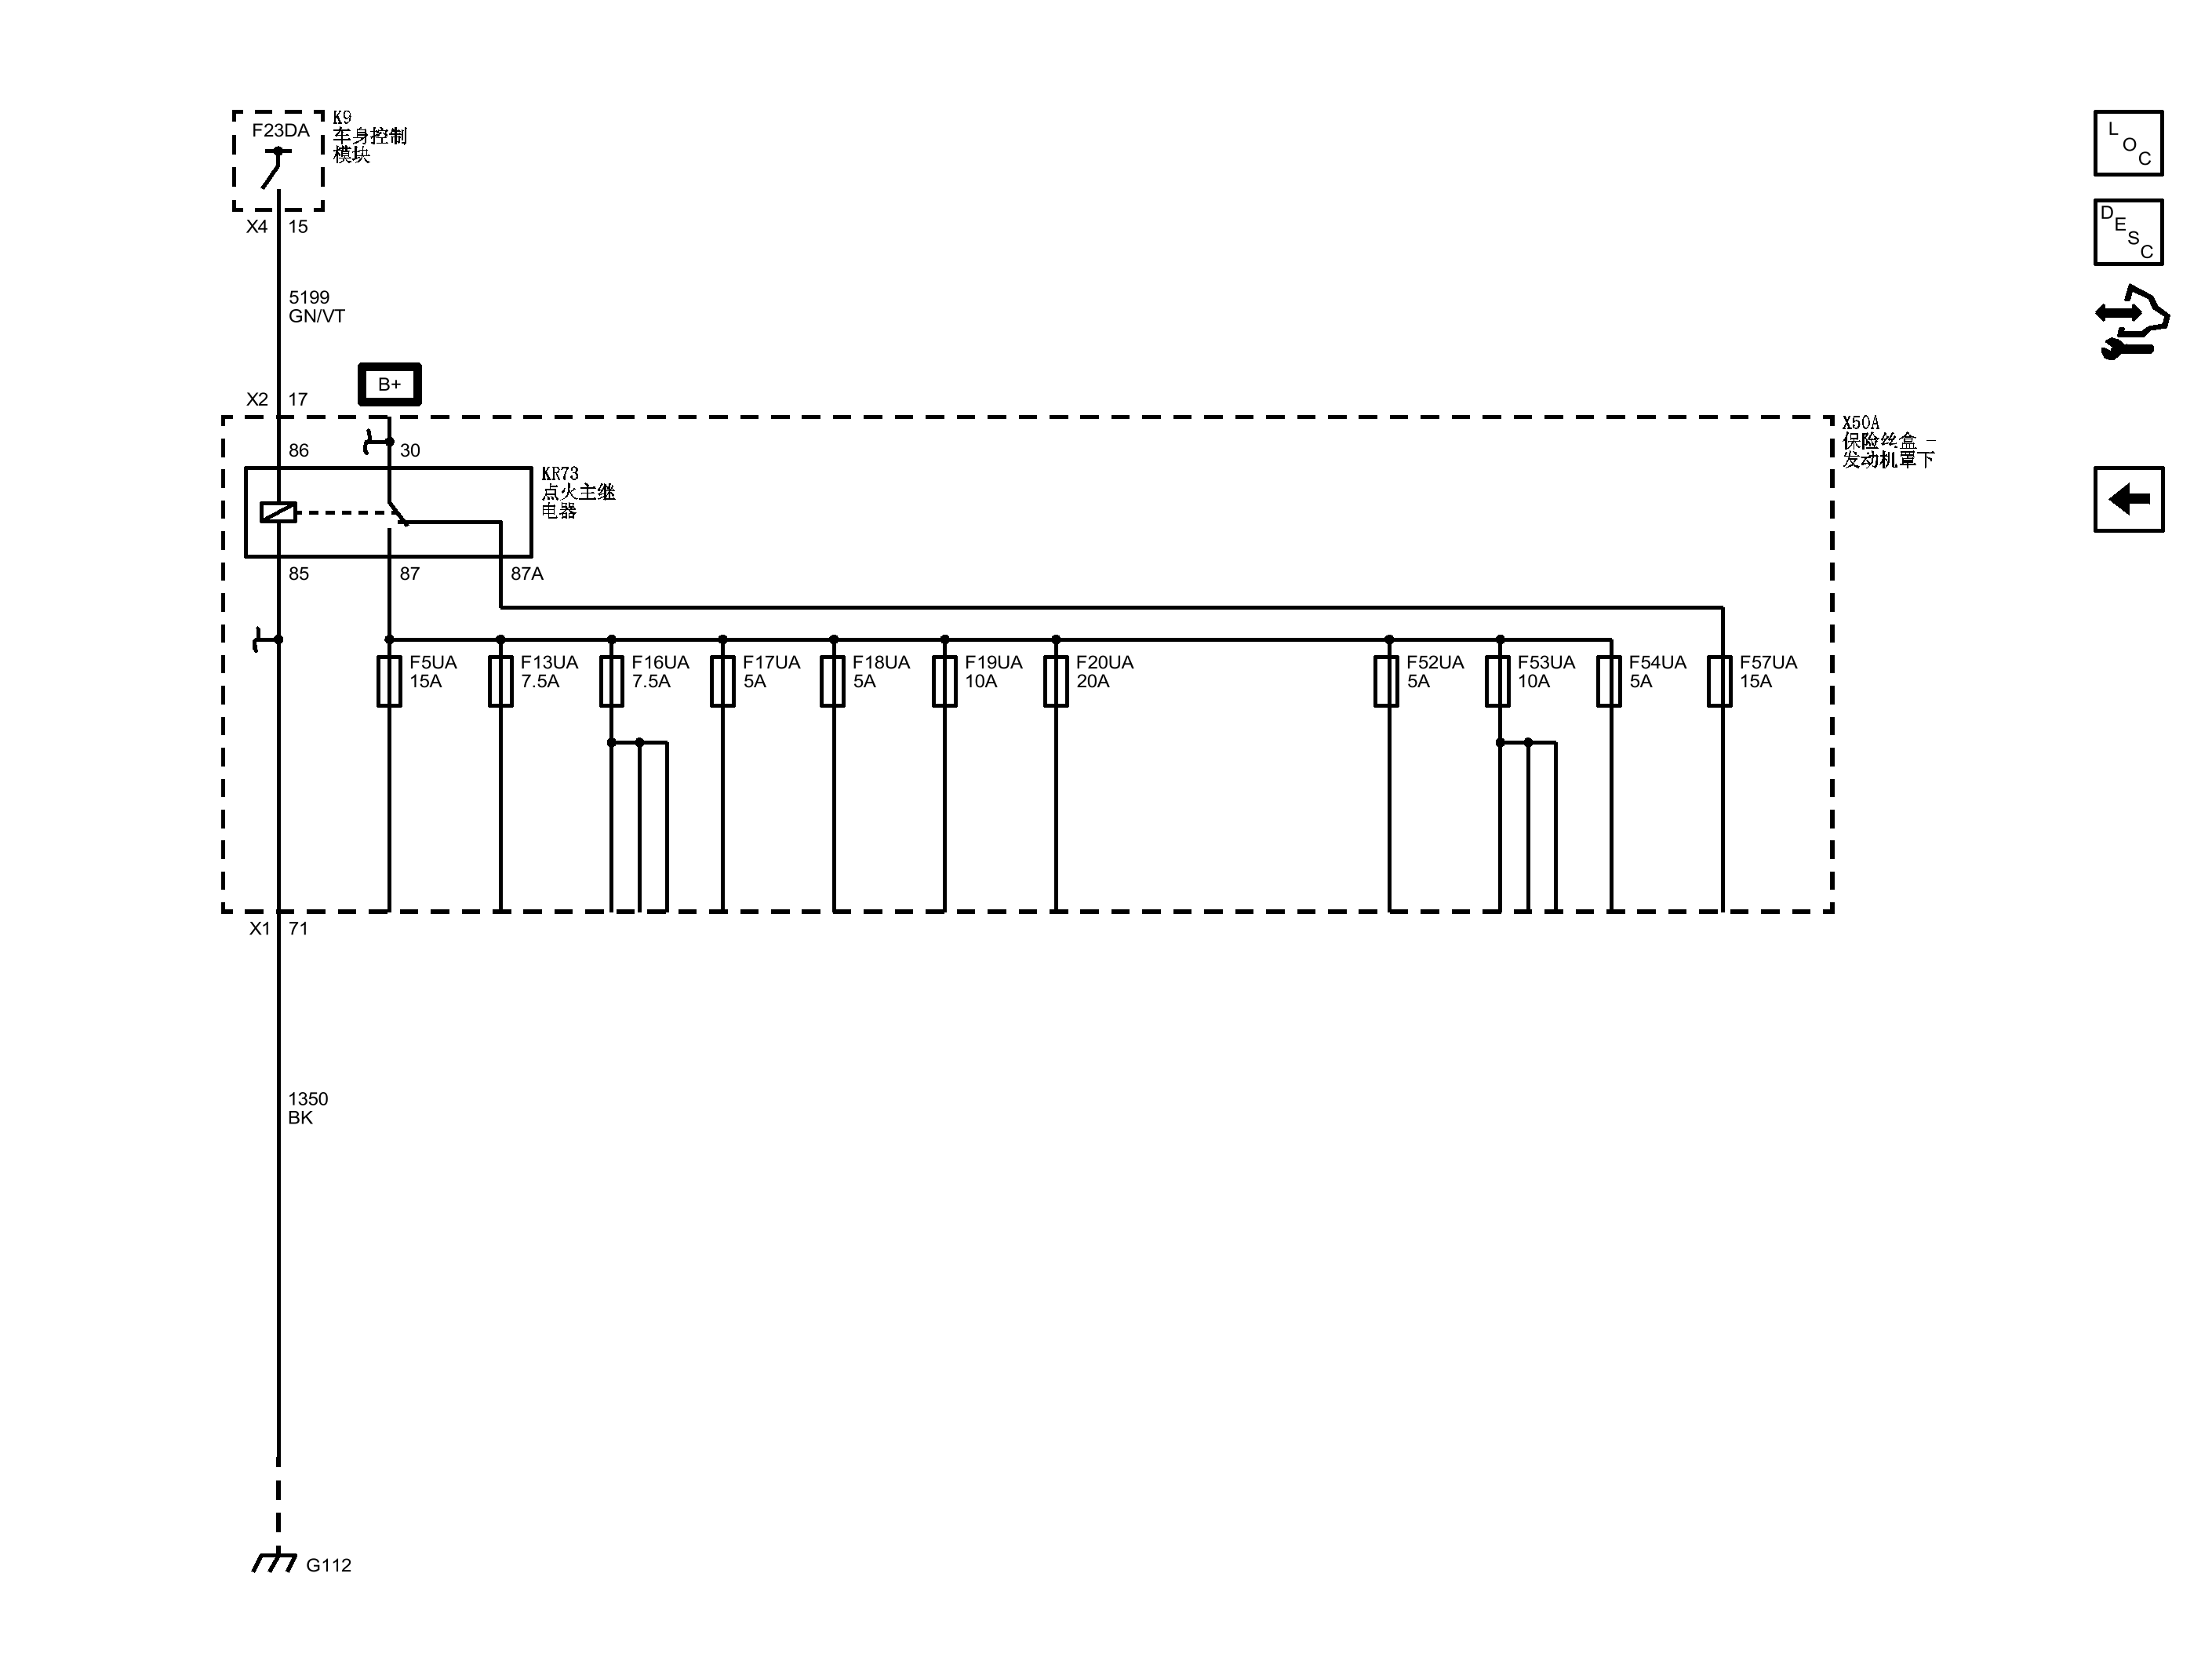 F23DA
K9
车身控制
模块
X4 15
5199
GN/VT
B+
X2 17
86
30
X50A
保险丝盒 -
发动机罩下
KR73
点火主继
电器
85
87
87A
F5UA
15A
F13UA
7.5A
F16UA
7.5A
F17UA
5A
F18UA
5A
F19UA
10A
F20UA
20A
F52UA
5A
F53UA
10A
F54UA
5A
F57UA
15A
X1 71
1350
BK
G112
LOC
DESC